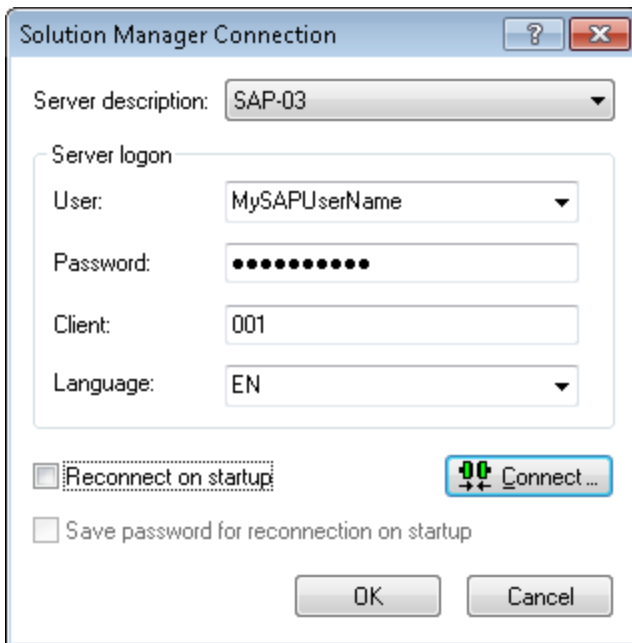 Solution Manager Connection
Server description: SAP-03
Server logon
User: MySAPUserName
Password: ••••••••••
Client: 001
Language: EN
Reconnect on startup Connect ...
Save password for reconnection on startup
OK Cancel